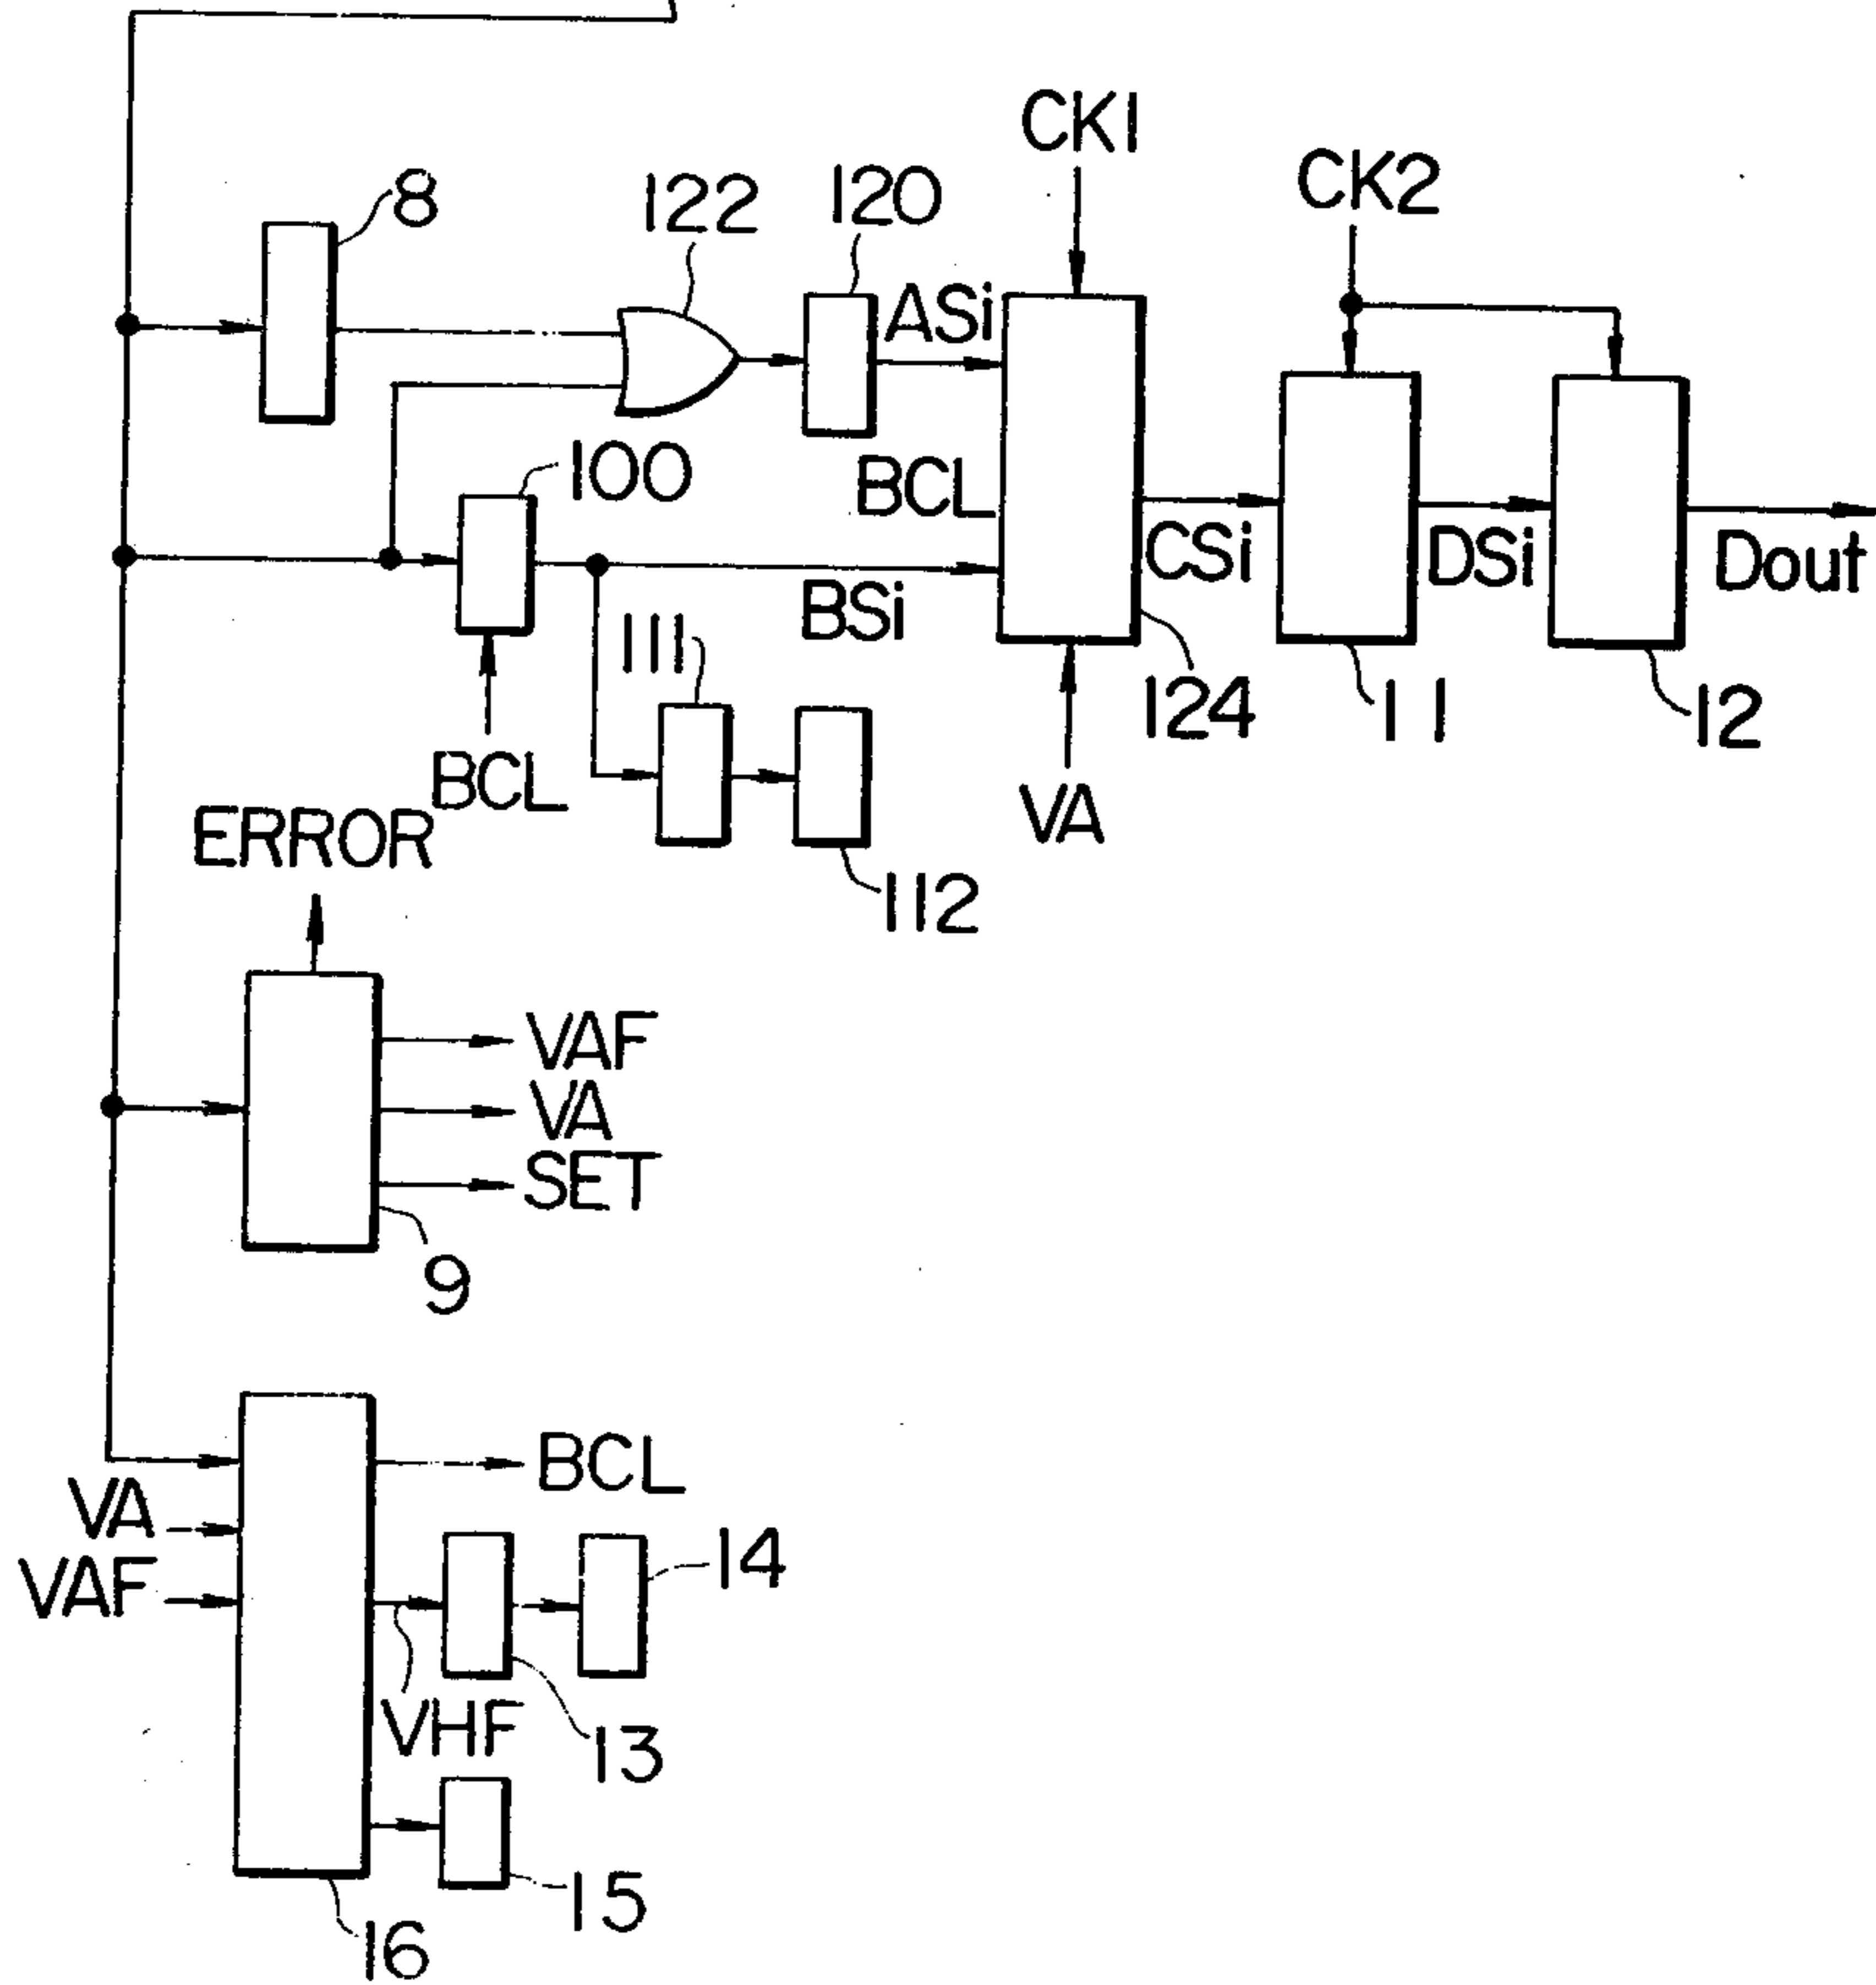 CK1
CK2
8
122
120
ASi
100
BCL
CSi
DSi
Dout
BSi
111
124
11
12
BCL
VA
ERROR
112
VAF
VA
SET
9
BCL
VA
14
VAF
VHF
13
15
16